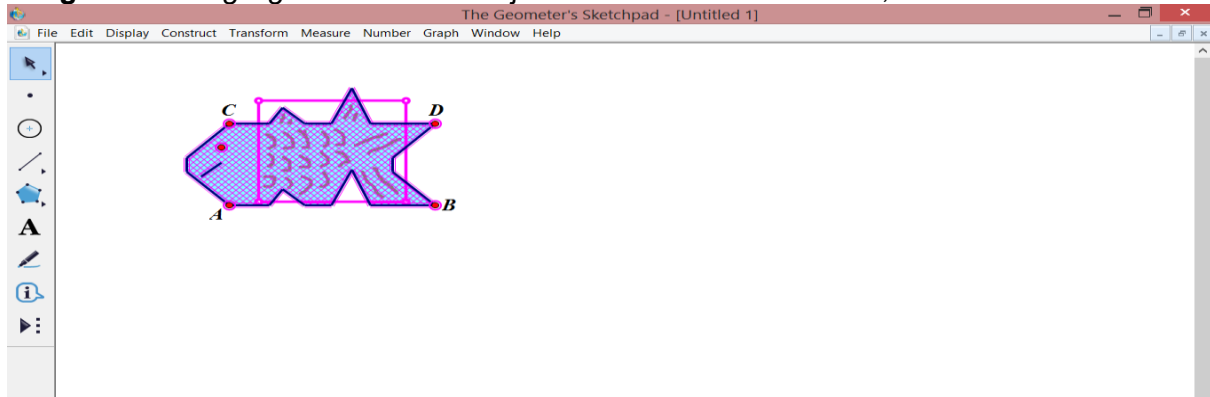 The Geometer's Sketchpad - [Untitled 1]
File Edit Display Construct Transform Measure Number Graph Window Help
C D
A B
A